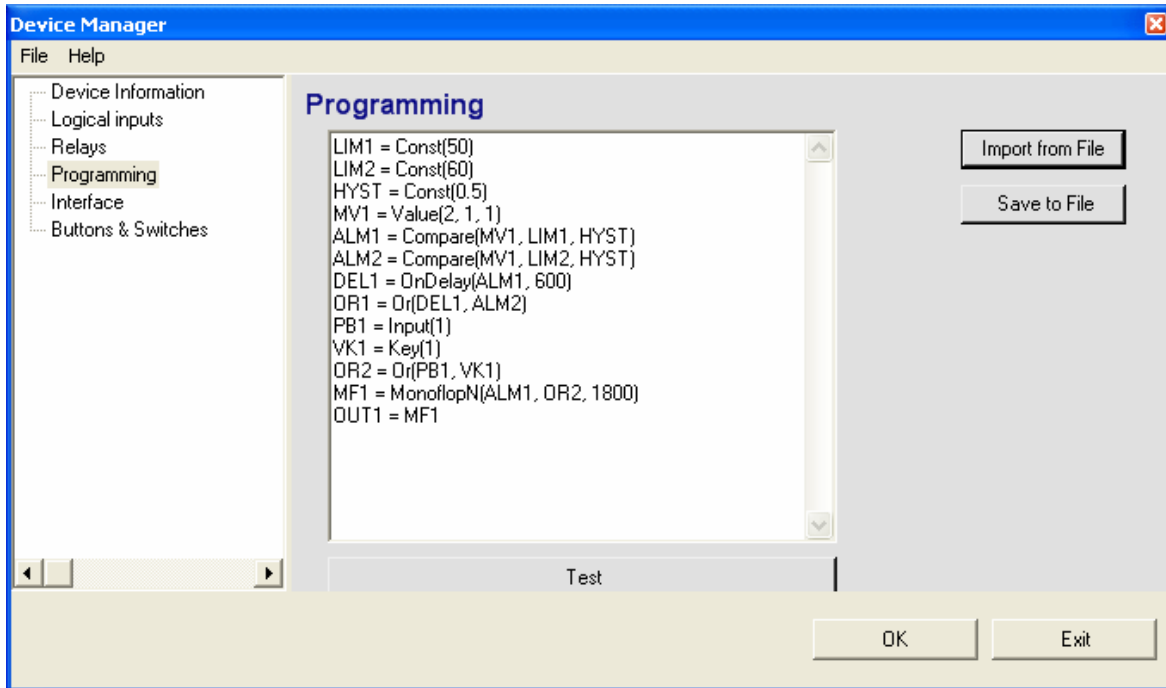 Device Manager
File Help
Device Information
Logical inputs
Relays
Programming
Interface
Buttons & Switches
Programming
LIM1 = Const(50)
LIM2 = Const(60)
HYST = Const(0.5)
MV1 = Value(2, 1, 1)
ALM1 = Compare(MV1, LIM1, HYST)
ALM2 = Compare(MV1, LIM2, HYST)
DEL1 = OnDelay(ALM1, 600)
OR1 = Or(DEL1, ALM2)
PB1 = Input(1)
VK1 = Key(1)
OR2 = Or(PB1, VK1)
MF1 = MonoflopN(ALM1, OR2, 1800)
OUT1 = MF1
Import from File
Save to File
Test
OK
Exit